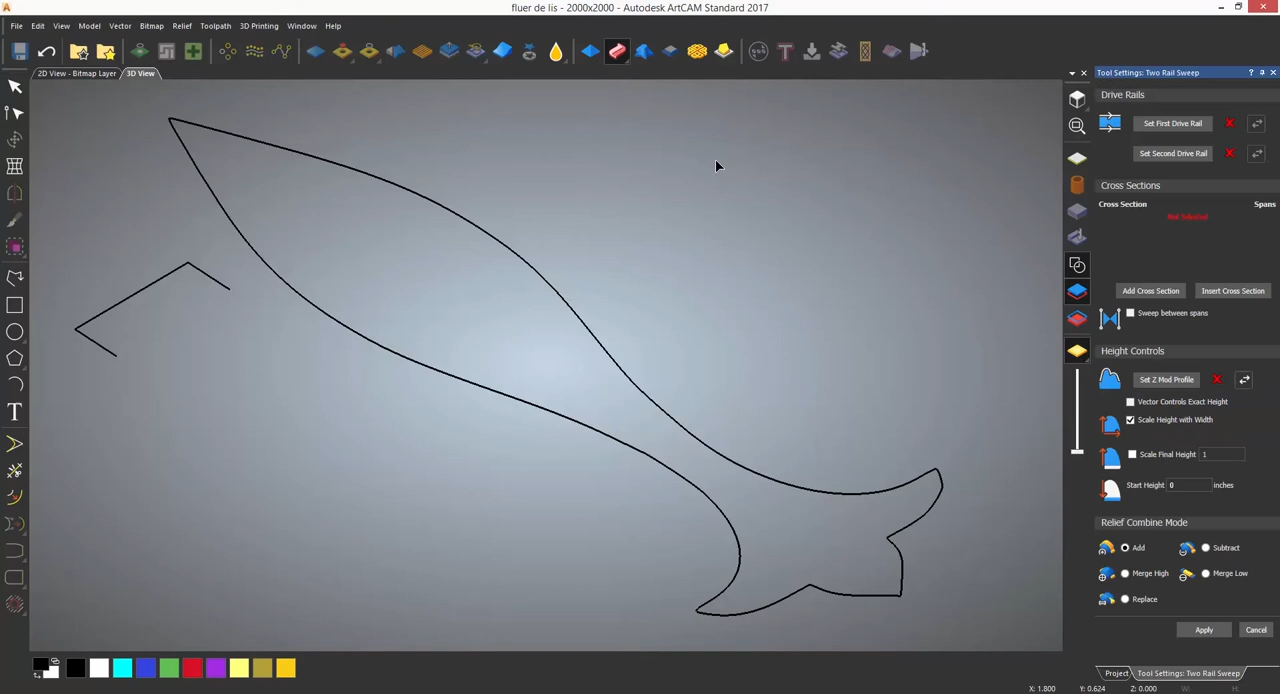 fluer de lis - 2000x2000 - Autodesk ArtCAM Standard 2017
File Edit View Model Vector Bitmap Relief Toolpath 3D Printing Window Help
2D View - Bitmap Layer 3D View
Tool Settings: Two Rail Sweep
Drive Rails
Set First Drive Rail
Set Second Drive Rail
Cross Sections
Cross Section Spans
Not Selected
Add Cross Section Insert Cross Section
Sweep between spans
Height Controls
Set Z Mod Profile
Vector Controls Exact Height
Scale Height with Width
Scale Final Height 1
Start Height 0 inches
Relief Combine Mode
Add Subtract
Merge High Merge Low
Replace
Apply Cancel
Project Tool Settings: Two Rail Sweep
X: 1.800 Y: 0.624 Z: 0.000 W: H: